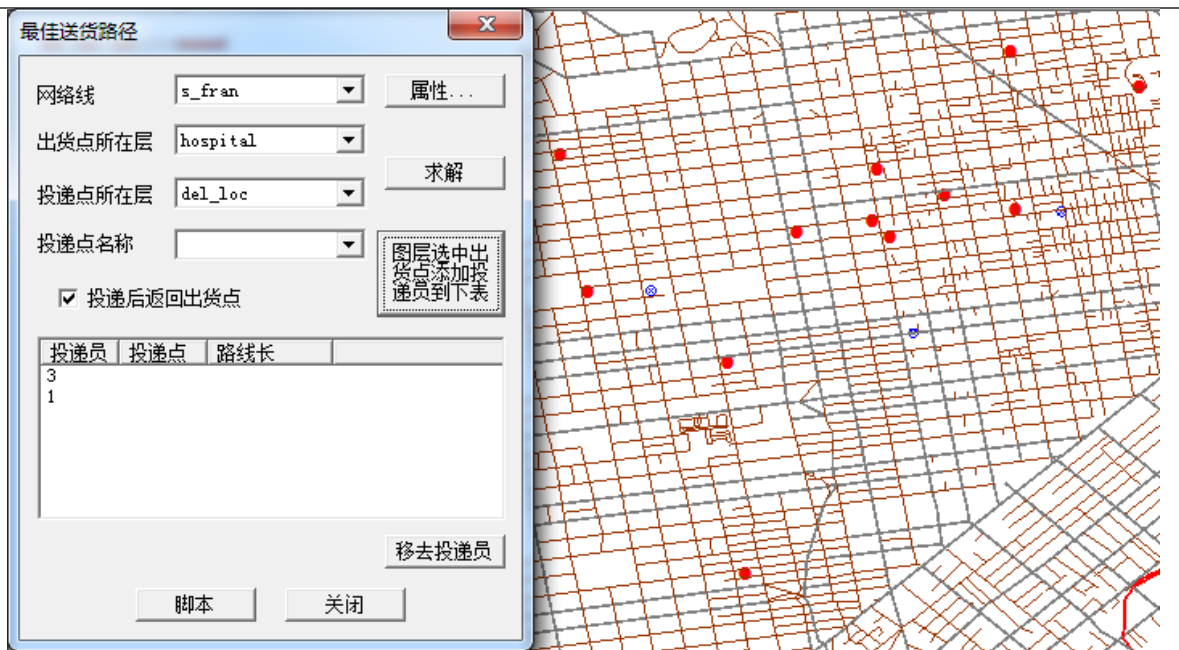 最佳送货路径
网络线 s_fran 属性...
出货点所在层 hospital
求解
投递点所在层 del_loc
投递点名称
图层选中出
货点添加投
递员到下表
投递后返回出货点
投递员 投递点 路线长
3
1
移去投递员
脚本 关闭